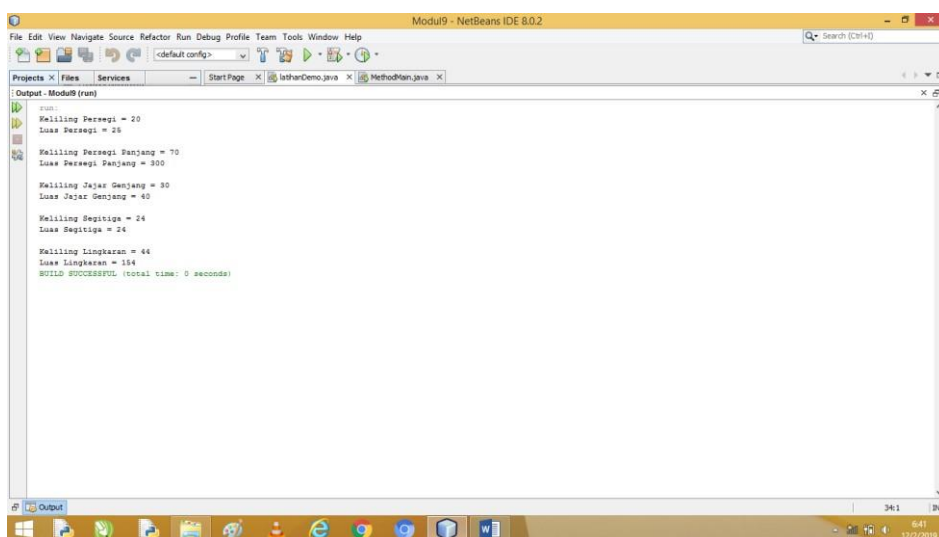 Modul9 - NetBeans IDE 8.0.2
File Edit View Navigate Source Refactor Run Debug Profile Team Tools Window Help
Search (Ctrl+I)
<default config>
Projects Files Services Start Page latihanDemo.java MethodMain.java
Output - Modul9 (run)
run:
Keliling Persegi = 20
Luas Persegi = 25
Keliling Persegi Panjang = 70
Luas Persegi Panjang = 300
Keliling Jajar Genjang = 30
Luas Jajar Genjang = 40
Keliling Segitiga = 24
Luas Segitiga = 24
Keliling Lingkaran = 44
Luas Lingkaran = 154
BUILD SUCCESSFUL (total time: 0 seconds)
Output
34:1
6:41
12/2/2019